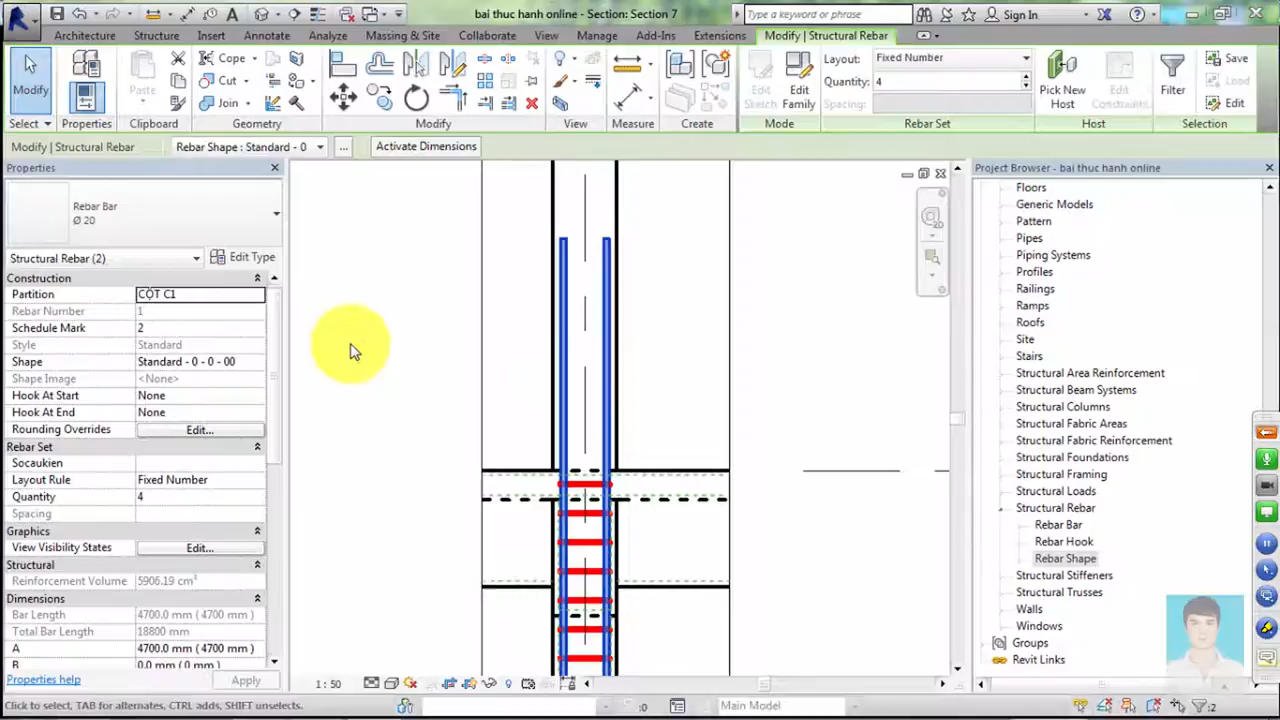 bai thuc hanh online - Section: Section 7
Type a keyword or phrase
Sign In
Architecture
Structure
Insert
Annotate
Analyze
Massing & Site
Collaborate
View
Manage
Add-Ins
Extensions
Modify | Structural Rebar
Modify
Paste
Cope
Cut
Join
Edit Sketch
Edit Family
Layout:
Fixed Number
Quantity:
4
Spacing:
Pick New Host
Edit Constraints
Filter
Save
Load
Edit
Select
Properties
Clipboard
Geometry
Modify
View
Measure
Create
Mode
Rebar Set
Host
Selection
Modify | Structural Rebar
Rebar Shape : Standard - 0
...
Activate Dimensions
Properties
Rebar Bar
Ø 20
Structural Rebar (2)
Edit Type
Construction
Partition
CỘT C1
Rebar Number
1
Schedule Mark
2
Style
Standard
Shape
Standard - 0 - 0 - 00
Shape Image
<None>
Hook At Start
None
Hook At End
None
Rounding Overrides
Edit...
Rebar Set
Socaukien
Layout Rule
Fixed Number
Quantity
4
Spacing
Graphics
View Visibility States
Edit...
Structural
Reinforcement Volume
5906.19 cm³
Dimensions
Bar Length
4700.0 mm ( 4700 mm )
Total Bar Length
18800 mm
A
4700.0 mm ( 4700 mm )
B
0.0 mm ( 0 mm )
Properties help
Apply
2D
Project Browser - bai thuc hanh online
Floors
Generic Models
Pattern
Pipes
Piping Systems
Profiles
Railings
Ramps
Roofs
Site
Stairs
Structural Area Reinforcement
Structural Beam Systems
Structural Columns
Structural Fabric Areas
Structural Fabric Reinforcement
Structural Foundations
Structural Framing
Structural Loads
Structural Rebar
Rebar Bar
Rebar Hook
Rebar Shape
Structural Stiffeners
Structural Trusses
Walls
Windows
Groups
Revit Links
1 : 50
Click to select, TAB for alternates, CTRL adds, SHIFT unselects.
:0
Main Model
:2